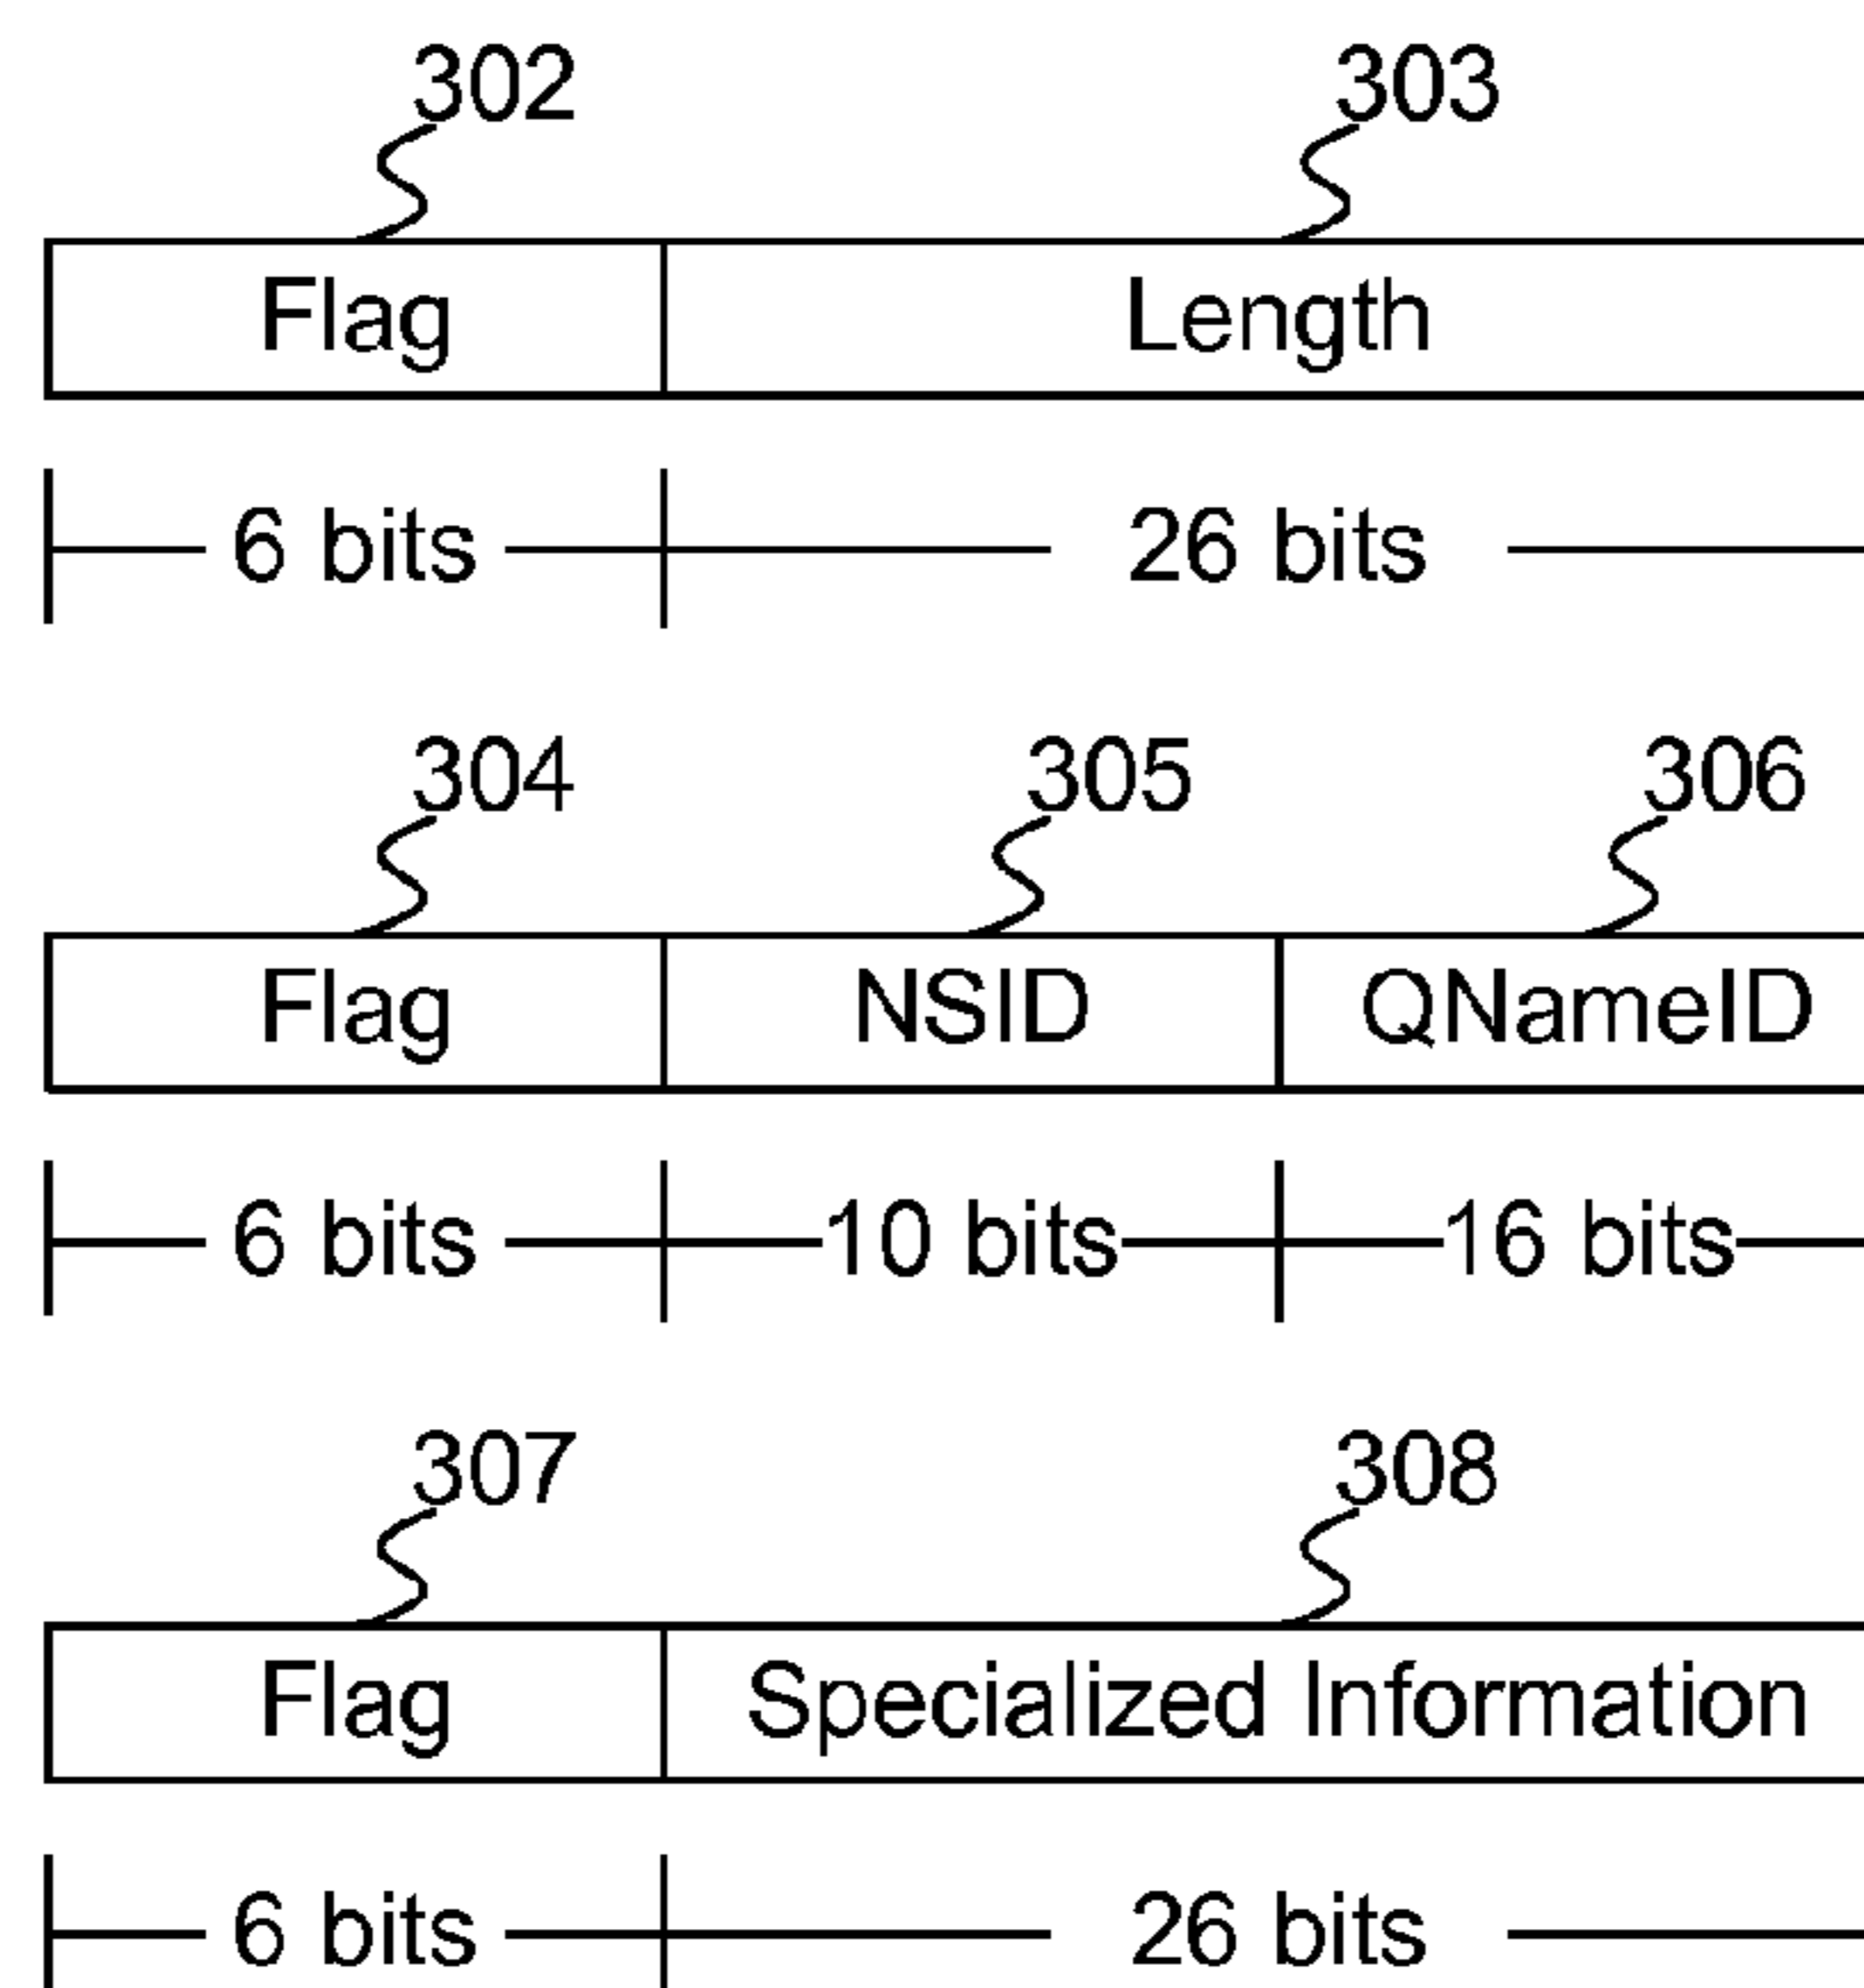 302 303
Flag Length
6 bits 26 bits
304 305 306
Flag NSID QNameID
6 bits 10 bits 16 bits
307 308
Flag Specialized Information
6 bits 26 bits